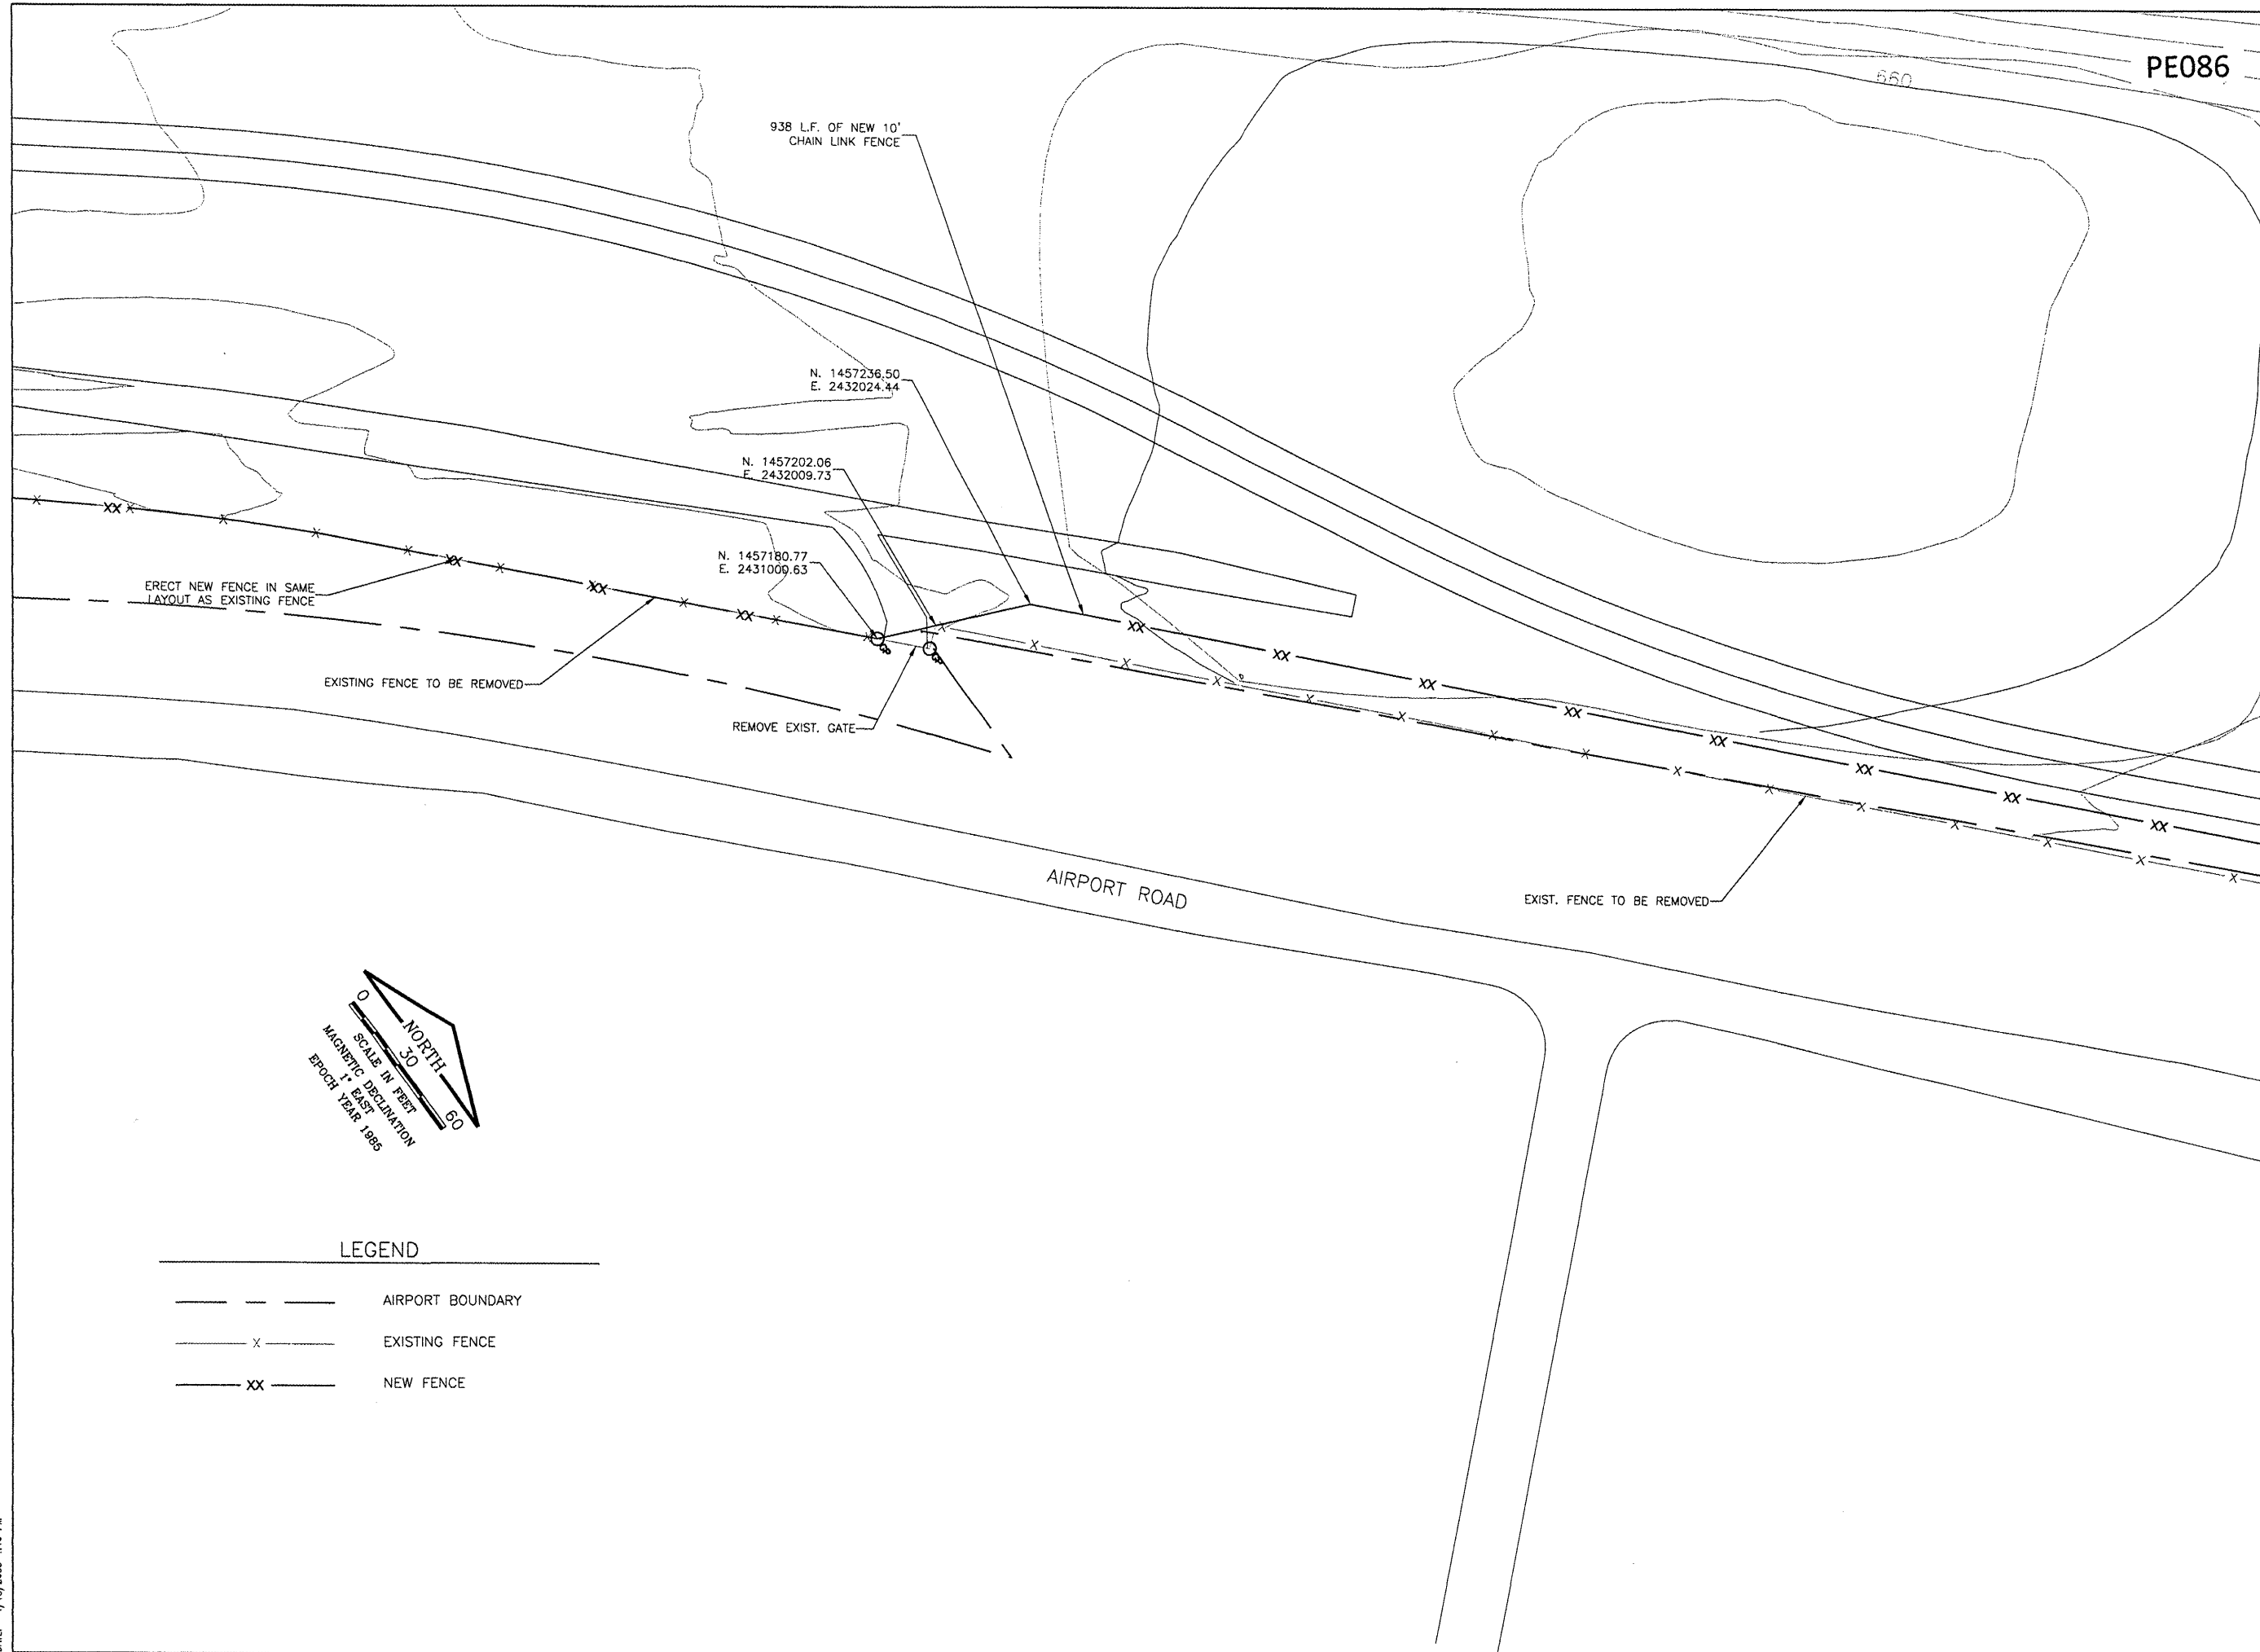 PE086
660
938 L.F. OF NEW 10'
CHAIN LINK FENCE
N. 1457236.50
E. 2432024.44
N. 1457202.06
E. 2432009.73
N. 1457180.77
E. 2431000.63
ERECT NEW FENCE IN SAME
LAYOUT AS EXISTING FENCE
EXISTING FENCE TO BE REMOVED
REMOVE EXIST. GATE
GP
GP
AIRPORT ROAD
EXIST. FENCE TO BE REMOVED
NORTH
0 30 60
SCALE IN FEET
MAGNETIC DECLINATION
1° EAST
EPOCH YEAR 1985
LEGEND
AIRPORT BOUNDARY
X EXISTING FENCE
XX NEW FENCE